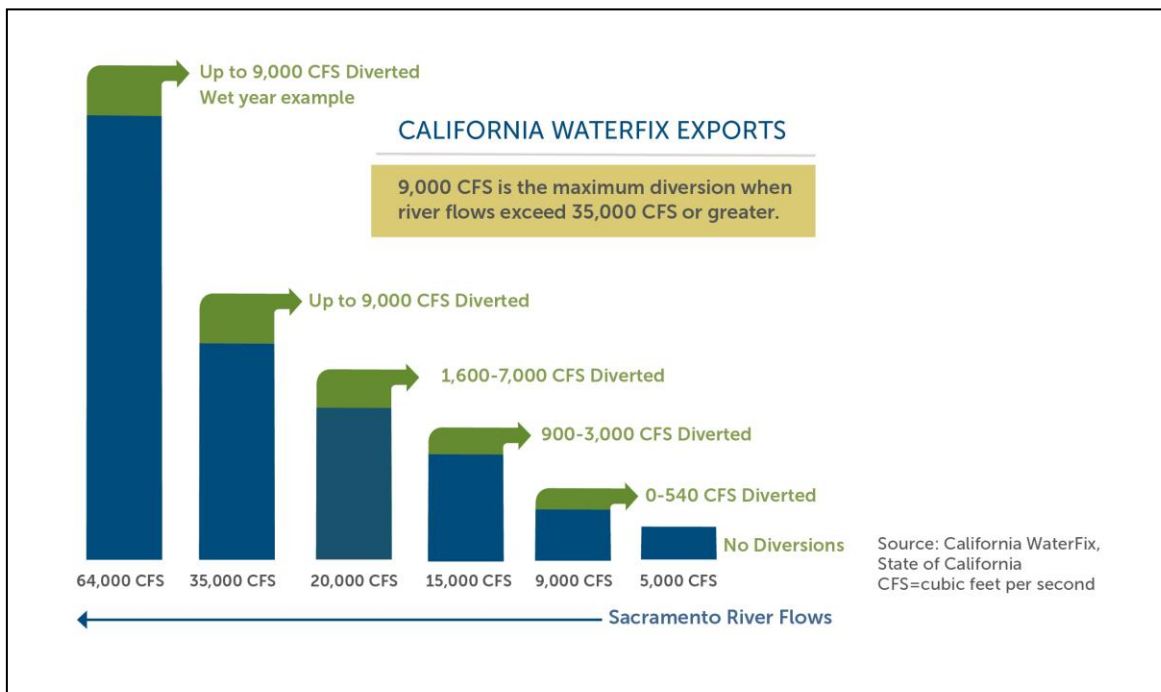 Up to 9,000 CFS Diverted
Wet year example
CALIFORNIA WATERFIX EXPORTS
9,000 CFS is the maximum diversion when
river flows exceed 35,000 CFS or greater.
Up to 9,000 CFS Diverted
1,600-7,000 CFS Diverted
900-3,000 CFS Diverted
0-540 CFS Diverted
No Diversions
Source: California WaterFix,
State of California
CFS=cubic feet per second
64,000 CFS
35,000 CFS
20,000 CFS
15,000 CFS
9,000 CFS
5,000 CFS
Sacramento River Flows